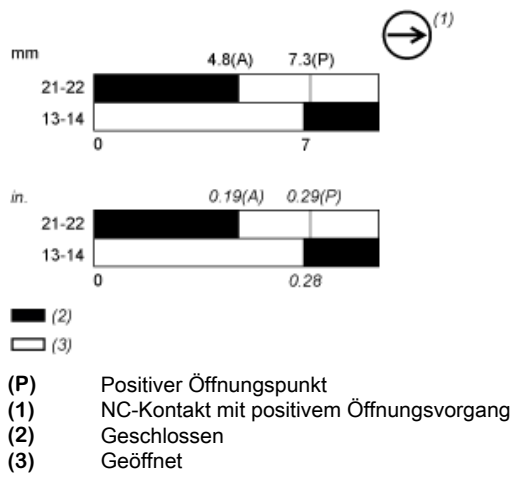 (1)
mm
4.8(A) 7.3(P)
21-22
13-14
0 7
in.
0.19(A) 0.29(P)
21-22
13-14
0 0.28
(2)
(3)
(P) Positiver Öffnungspunkt
(1) NC-Kontakt mit positivem Öffnungsvorgang
(2) Geschlossen
(3) Geöffnet